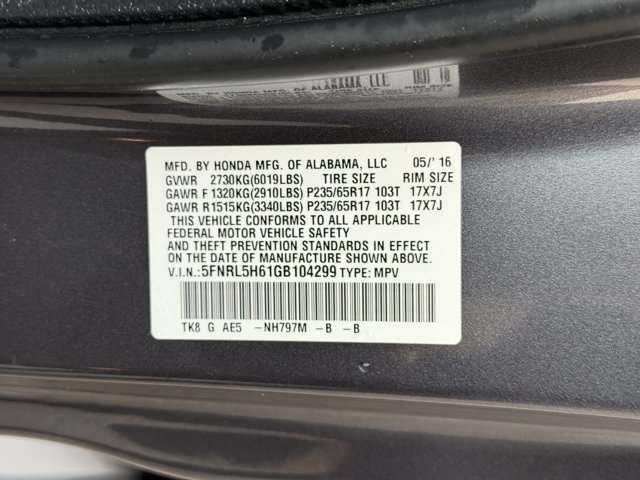 MFD. BY HONDA MFG. OF ALABAMA, LLC 05/'16
GVWR 2730KG(6019LBS) TIRE SIZE RIM SIZE
GAWR F1320KG(2910LBS) P235/65R17 103T 17X7J
GAWR R1515KG(3340LBS) P235/65R17 103T 17X7J
THIS VEHICLE CONFORMS TO ALL APPLICABLE
FEDERAL MOTOR VEHICLE SAFETY
AND THEFT PREVENTION STANDARDS IN EFFECT
ON THE DATE OF MANUFACTURE SHOWN ABOVE.
V.I.N.:5FNRL5H61GB104299 TYPE: MPV
TK8 G AE5 -NH797M -B -B